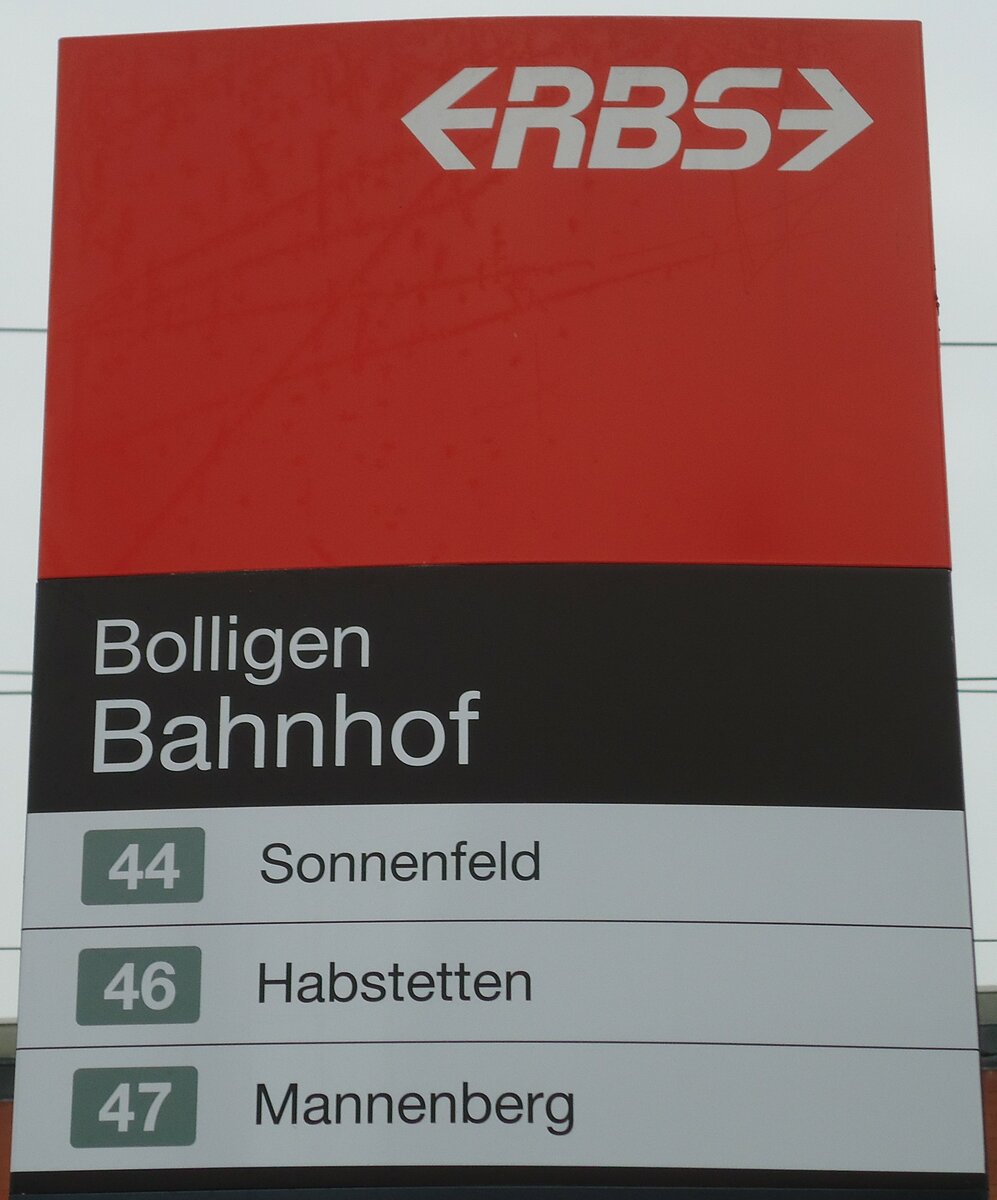 RBS
Bolligen
Bahnhof
44 Sonnenfeld
46 Habstetten
47 Mannenberg